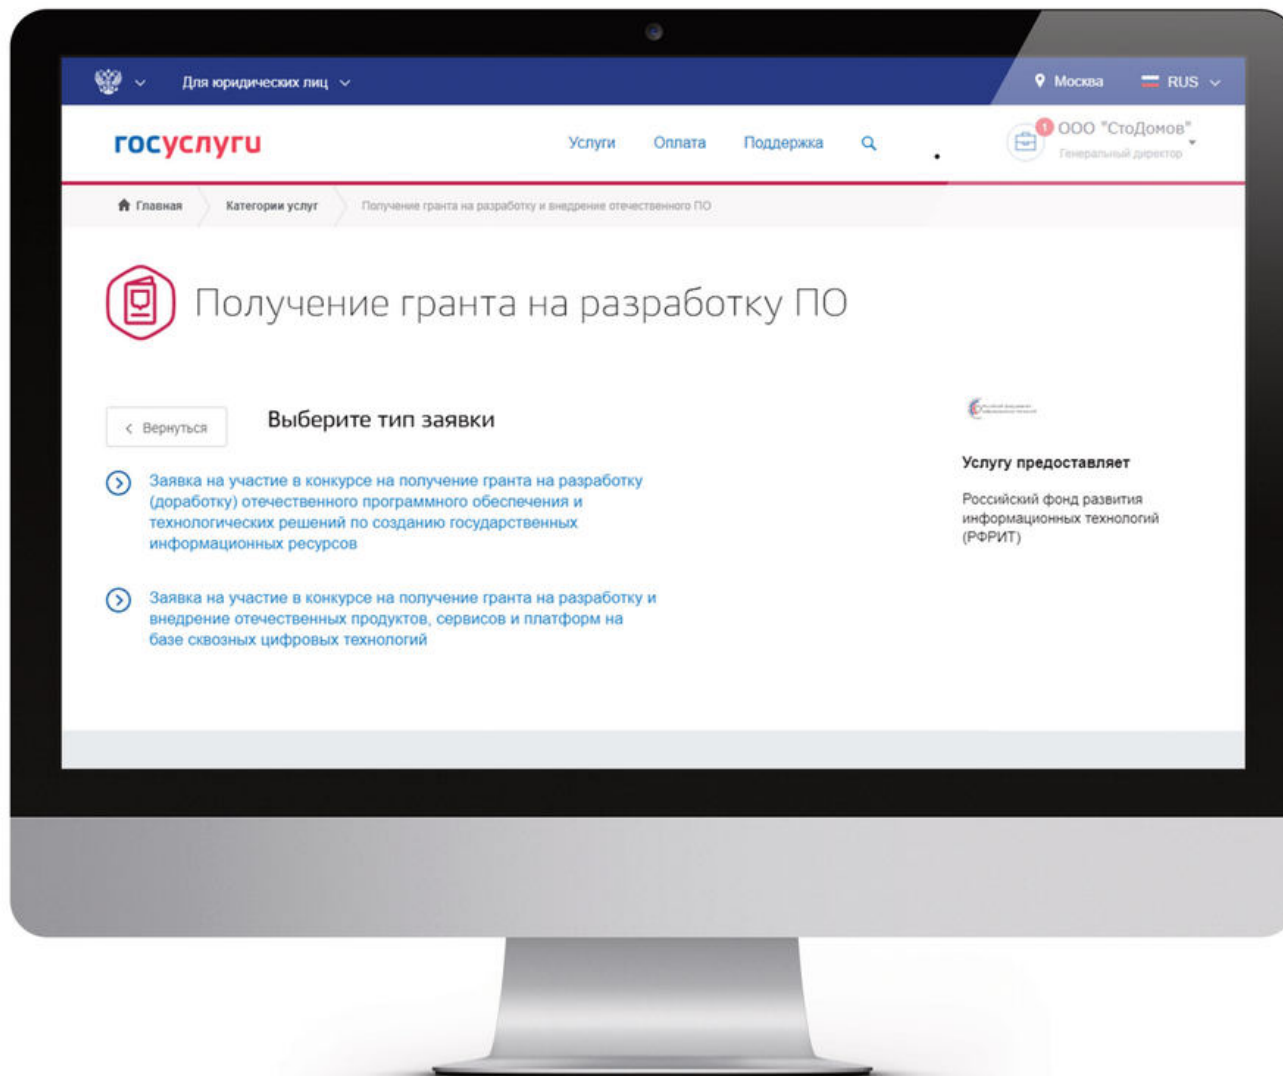 Для юридических лиц
Москва
RUS
госуслуги
Услуги
Оплата
Поддержка
1
ООО "СтоДомов"
Генеральный директор
Главная
Категории услуг
Получение гранта на разработку и внедрение отечественного ПО
Получение гранта на разработку ПО
Вернуться
Выберите тип заявки
Заявка на участие в конкурсе на получение гранта на разработку
(доработку) отечественного программного обеспечения и
технологических решений по созданию государственных
информационных ресурсов
Заявка на участие в конкурсе на получение гранта на разработку и
внедрение отечественных продуктов, сервисов и платформ на
базе сквозных цифровых технологий
Услугу предоставляет
Российский фонд развития
информационных технологий
(РФРИТ)